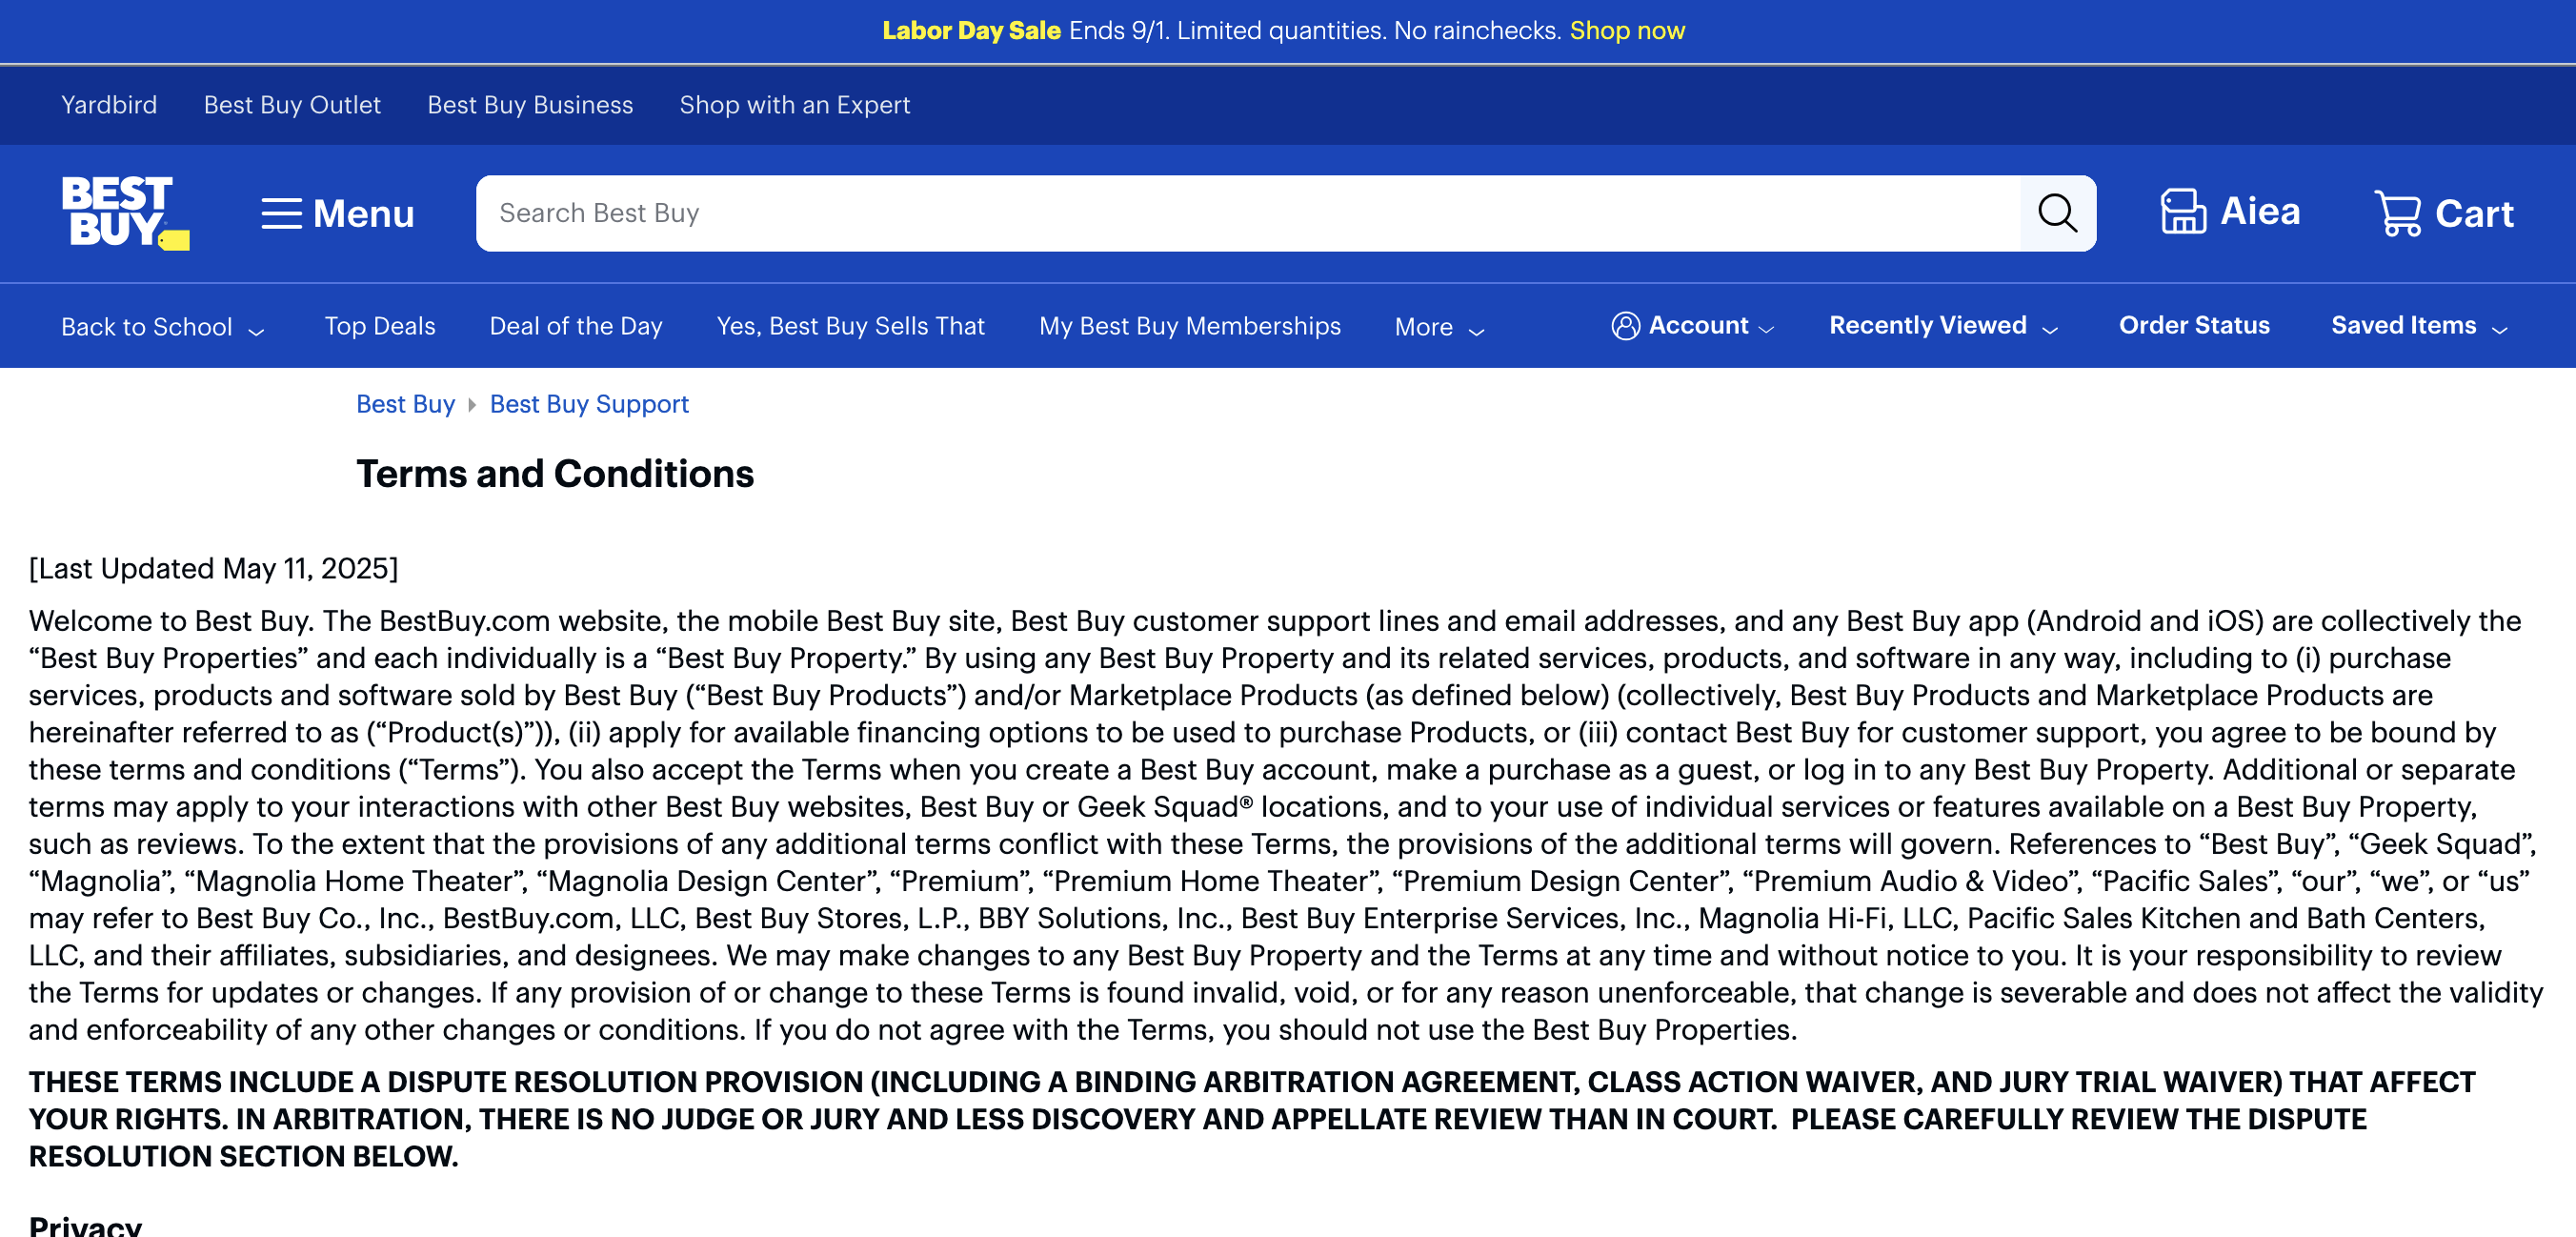 Labor Day Sale Ends 9/1. Limited quantities. No rainchecks. Shop now
Yardbird Best Buy Outlet Best Buy Business Shop with an Expert
BEST
BUY
Menu
Search Best Buy
Aiea
Cart
Back to School Top Deals Deal of the Day Yes, Best Buy Sells That My Best Buy Memberships More Account Recently Viewed Order Status Saved Items
Best Buy Best Buy Support
Terms and Conditions
[Last Updated May 11, 2025]
Welcome to Best Buy. The BestBuy.com website, the mobile Best Buy site, Best Buy customer support lines and email addresses, and any Best Buy app (Android and iOS) are collectively the
“Best Buy Properties” and each individually is a “Best Buy Property.” By using any Best Buy Property and its related services, products, and software in any way, including to (i) purchase
services, products and software sold by Best Buy (“Best Buy Products”) and/or Marketplace Products (as defined below) (collectively, Best Buy Products and Marketplace Products are
hereinafter referred to as (“Product(s)”)), (ii) apply for available financing options to be used to purchase Products, or (iii) contact Best Buy for customer support, you agree to be bound by
these terms and conditions (“Terms”). You also accept the Terms when you create a Best Buy account, make a purchase as a guest, or log in to any Best Buy Property. Additional or separate
terms may apply to your interactions with other Best Buy websites, Best Buy or Geek Squad® locations, and to your use of individual services or features available on a Best Buy Property,
such as reviews. To the extent that the provisions of any additional terms conflict with these Terms, the provisions of the additional terms will govern. References to “Best Buy”, “Geek Squad”,
“Magnolia”, “Magnolia Home Theater”, “Magnolia Design Center”, “Premium”, “Premium Home Theater”, “Premium Design Center”, “Premium Audio & Video”, “Pacific Sales”, “our”, “we”, or “us”
may refer to Best Buy Co., Inc., BestBuy.com, LLC, Best Buy Stores, L.P., BBY Solutions, Inc., Best Buy Enterprise Services, Inc., Magnolia Hi-Fi, LLC, Pacific Sales Kitchen and Bath Centers,
LLC, and their affiliates, subsidiaries, and designees. We may make changes to any Best Buy Property and the Terms at any time and without notice to you. It is your responsibility to review
the Terms for updates or changes. If any provision of or change to these Terms is found invalid, void, or for any reason unenforceable, that change is severable and does not affect the validity
and enforceability of any other changes or conditions. If you do not agree with the Terms, you should not use the Best Buy Properties.
THESE TERMS INCLUDE A DISPUTE RESOLUTION PROVISION (INCLUDING A BINDING ARBITRATION AGREEMENT, CLASS ACTION WAIVER, AND JURY TRIAL WAIVER) THAT AFFECT
YOUR RIGHTS. IN ARBITRATION, THERE IS NO JUDGE OR JURY AND LESS DISCOVERY AND APPELLATE REVIEW THAN IN COURT. PLEASE CAREFULLY REVIEW THE DISPUTE
RESOLUTION SECTION BELOW.
Privacy